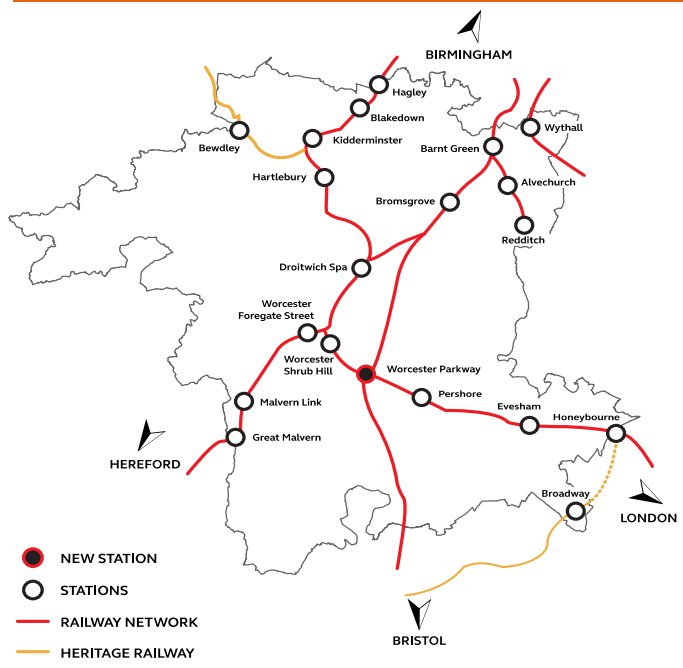 BIRMINGHAM
Hagley
Blakedown
Wythall
Bewdley
Kidderminster
Barnt Green
Hartlebury
Alvechurch
Bromsgrove
Redditch
Droitwich Spa
Worcester
Foregate Street
Worcester
Shrub Hill
Worcester Parkway
Pershore
Malvern Link
Evesham
Honeybourne
Great Malvern
HEREFORD
Broadway
LONDON
NEW STATION
STATIONS
RAILWAY NETWORK
BRISTOL
HERITAGE RAILWAY